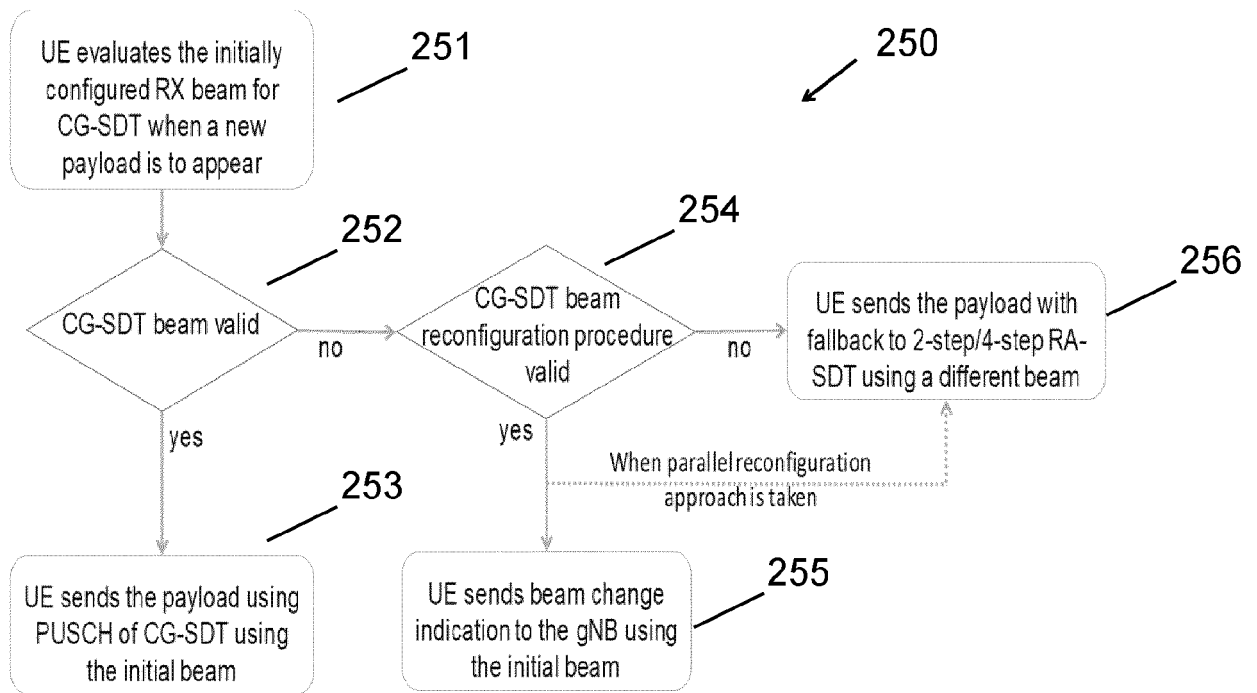 UE evaluates the initially
configured RX beam for
CG-SDT when a new
payload is to appear
251
250
252
CG-SDT beam valid
no
yes
254
CG-SDT beam
reconfiguration procedure
valid
no
yes
256
UE sends the payload with
fallback to 2-step/4-step RA-
SDT using a different beam
When parallel reconfiguration
approach is taken
253
UE sends the payload using
PUSCH of CG-SDT using
the initial beam
255
UE sends beam change
indication to the gNB using
the initial beam